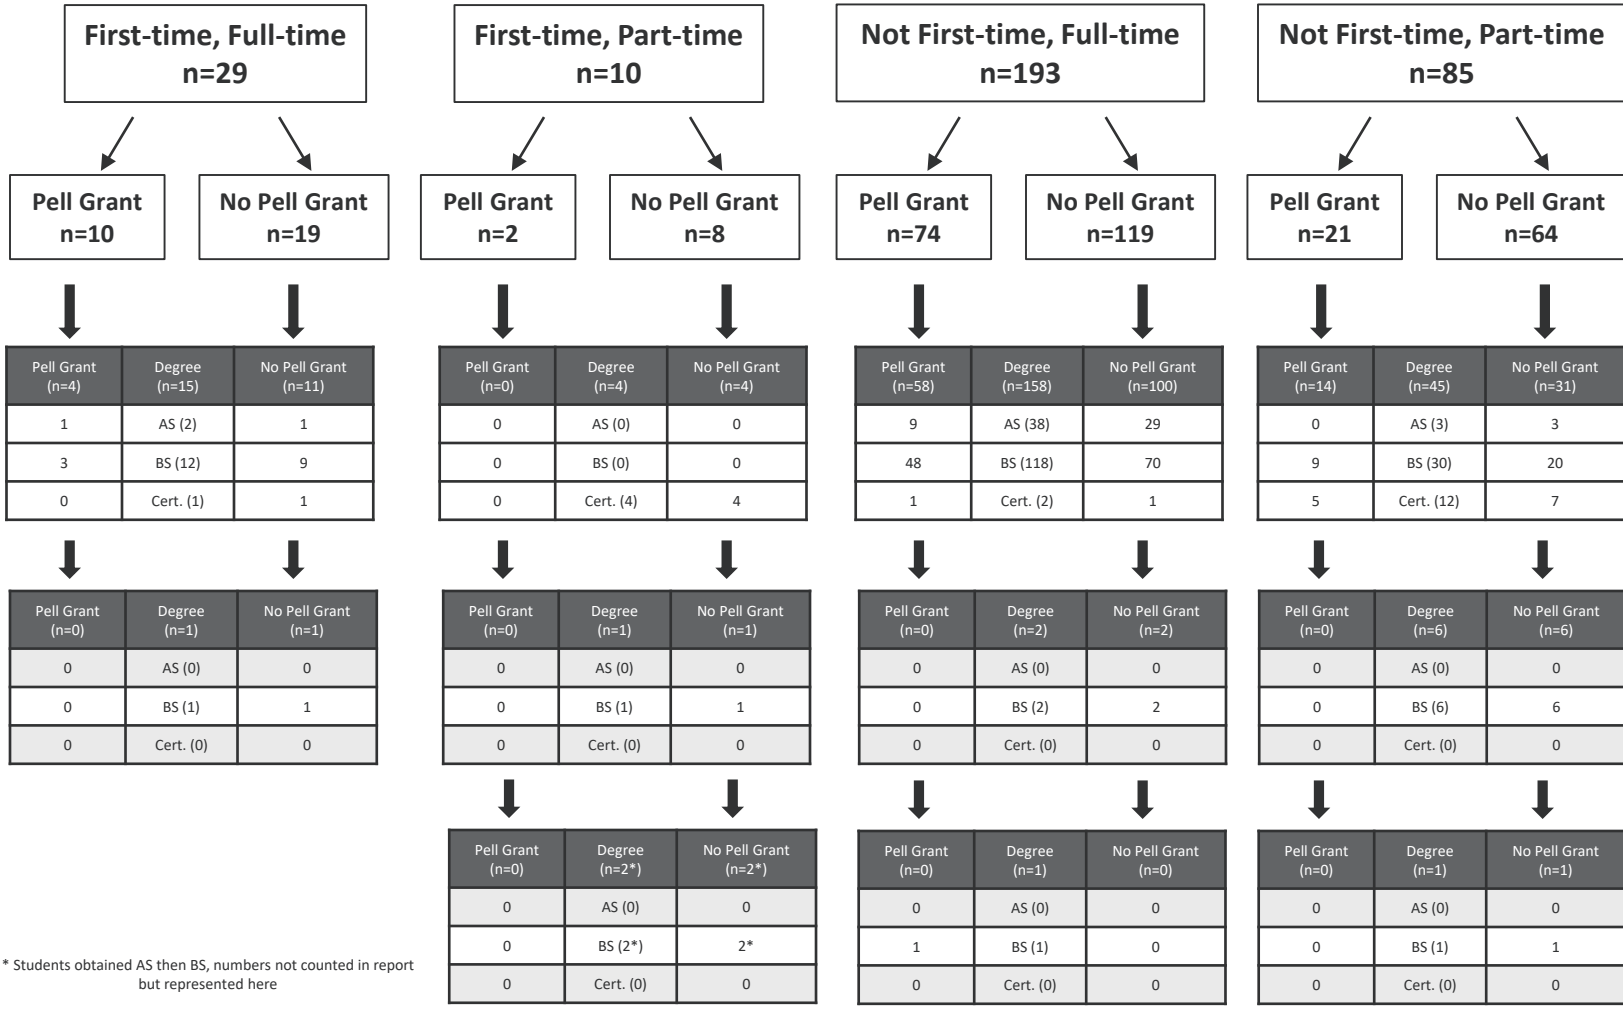 First-time, Full-time
n=29
First-time, Part-time
n=10
Not First-time, Full-time
n=193
Not First-time, Part-time
n=85
Pell Grant
n=10
No Pell Grant
n=19
Pell Grant
n=2
No Pell Grant
n=8
Pell Grant
n=74
No Pell Grant
n=119
Pell Grant
n=21
No Pell Grant
n=64
Pell Grant (n=4) Degree (n=15) No Pell Grant (n=11)
1 AS (2) 1
3 BS (12) 9
0 Cert. (1) 1
Pell Grant (n=0) Degree (n=4) No Pell Grant (n=4)
0 AS (0) 0
0 BS (0) 0
0 Cert. (4) 4
Pell Grant (n=58) Degree (n=158) No Pell Grant (n=100)
9 AS (38) 29
48 BS (118) 70
1 Cert. (2) 1
Pell Grant (n=14) Degree (n=45) No Pell Grant (n=31)
0 AS (3) 3
9 BS (30) 20
5 Cert. (12) 7
Pell Grant (n=0) Degree (n=1) No Pell Grant (n=1)
0 AS (0) 0
0 BS (1) 1
0 Cert. (0) 0
Pell Grant (n=0) Degree (n=1) No Pell Grant (n=1)
0 AS (0) 0
0 BS (1) 1
0 Cert. (0) 0
Pell Grant (n=0) Degree (n=2) No Pell Grant (n=2)
0 AS (0) 0
0 BS (2) 2
0 Cert. (0) 0
Pell Grant (n=0) Degree (n=6) No Pell Grant (n=6)
0 AS (0) 0
0 BS (6) 6
0 Cert. (0) 0
Pell Grant (n=0) Degree (n=2*) No Pell Grant (n=2*)
0 AS (0) 0
0 BS (2*) 2*
0 Cert. (0) 0
Pell Grant (n=0) Degree (n=1) No Pell Grant (n=0)
0 AS (0) 0
1 BS (1) 0
0 Cert. (0) 0
Pell Grant (n=0) Degree (n=1) No Pell Grant (n=1)
0 AS (0) 0
0 BS (1) 1
0 Cert. (0) 0
* Students obtained AS then BS, numbers not counted in report
but represented here